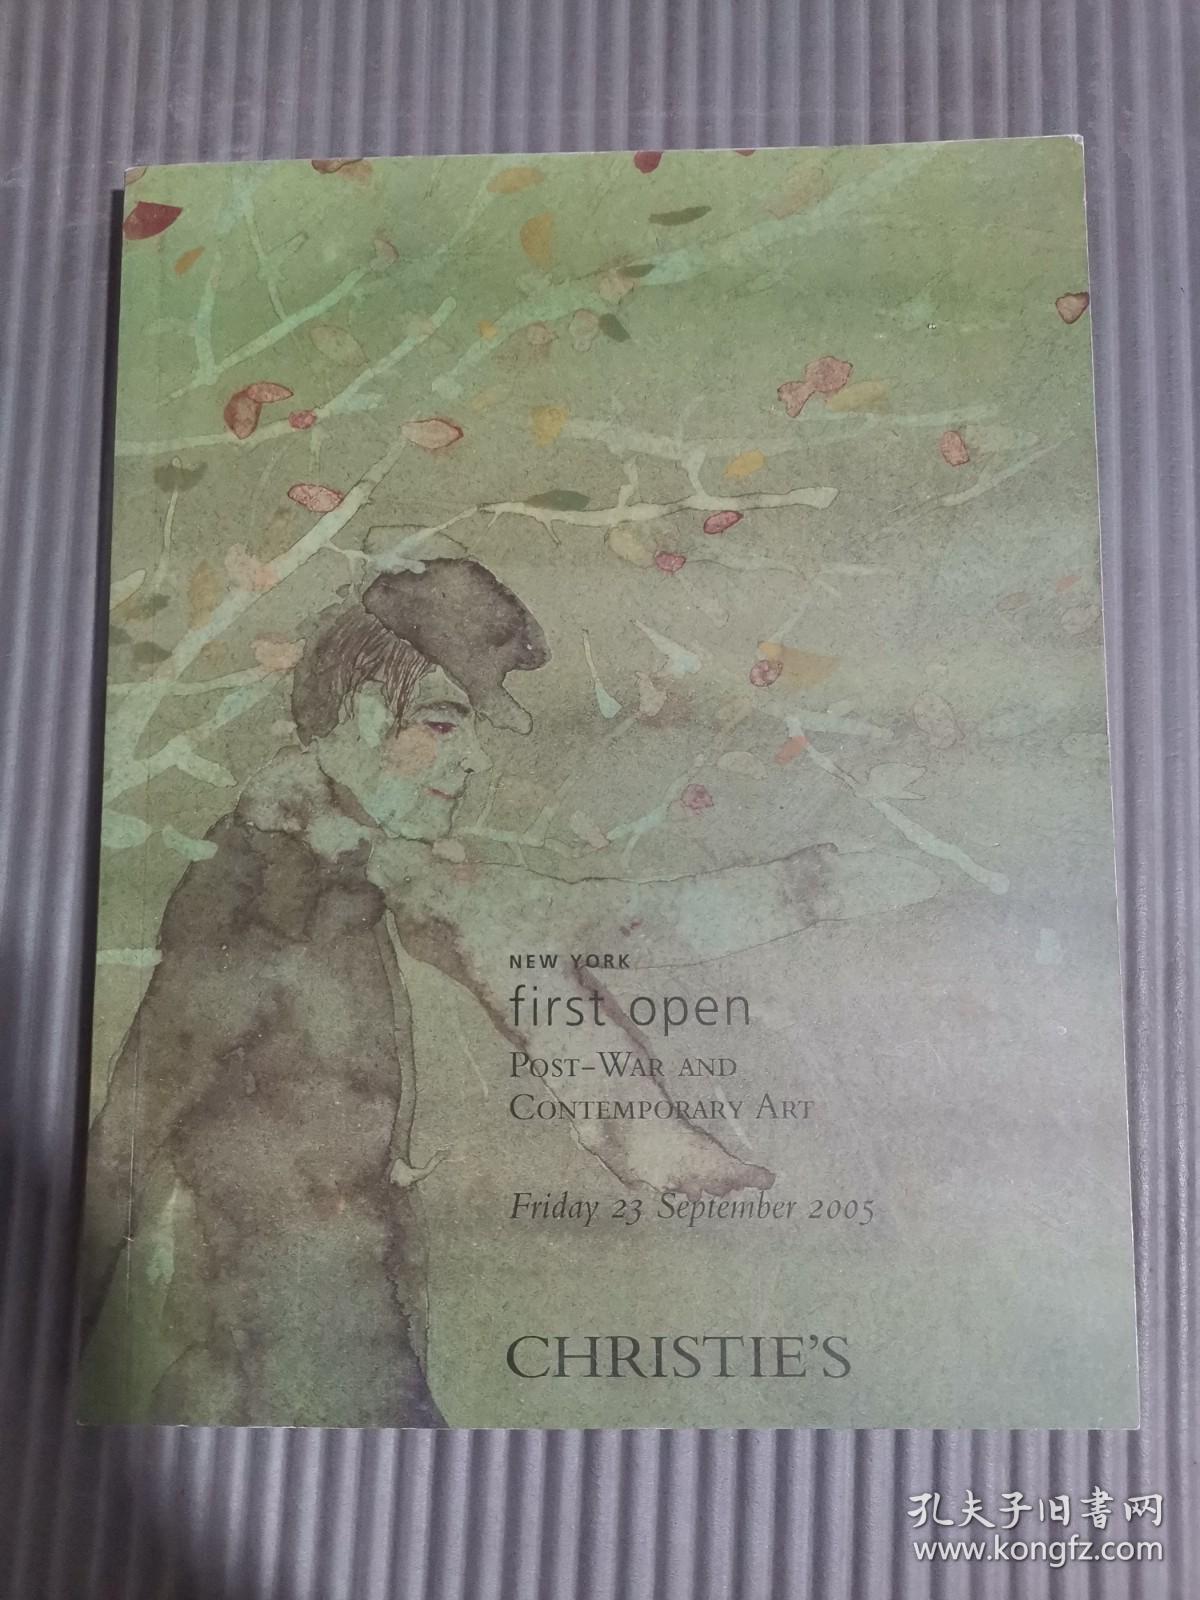 NEW YORK
first open
POST-WAR AND
CONTEMPORARY ART
Friday 23 September 2005
CHRISTIE'S
孔夫子旧书网
www.kongfz.com